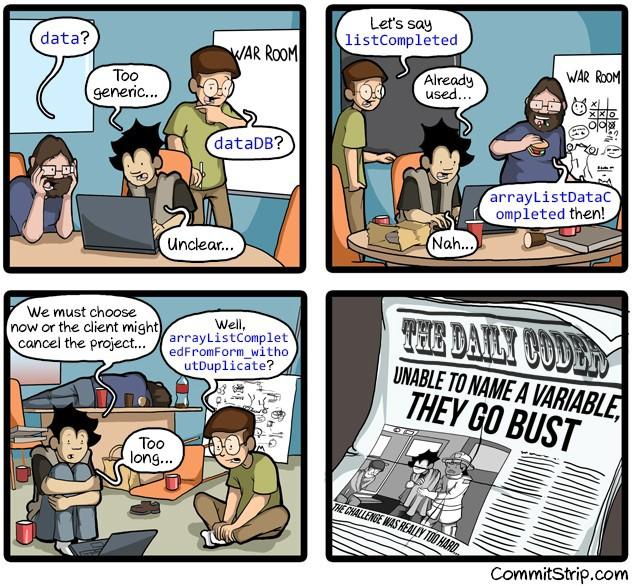 data?
Too
generic...
WAR ROOM
dataDB?
Unclear...
Let's say
listCompleted
Already
used...
WAR ROOM
arrayListDataC
ompleted then!
Nah...
We must choose
now or the client might
cancel the project...
Well,
arrayListComplet
edFromForm_witho
utDuplicate?
Too
long...
THE DAILY CODER
UNABLE TO NAME A VARIABLE,
THEY GO BUST
THE CHALLENGE WAS REALLY TOO HARD...
CommitStrip.com